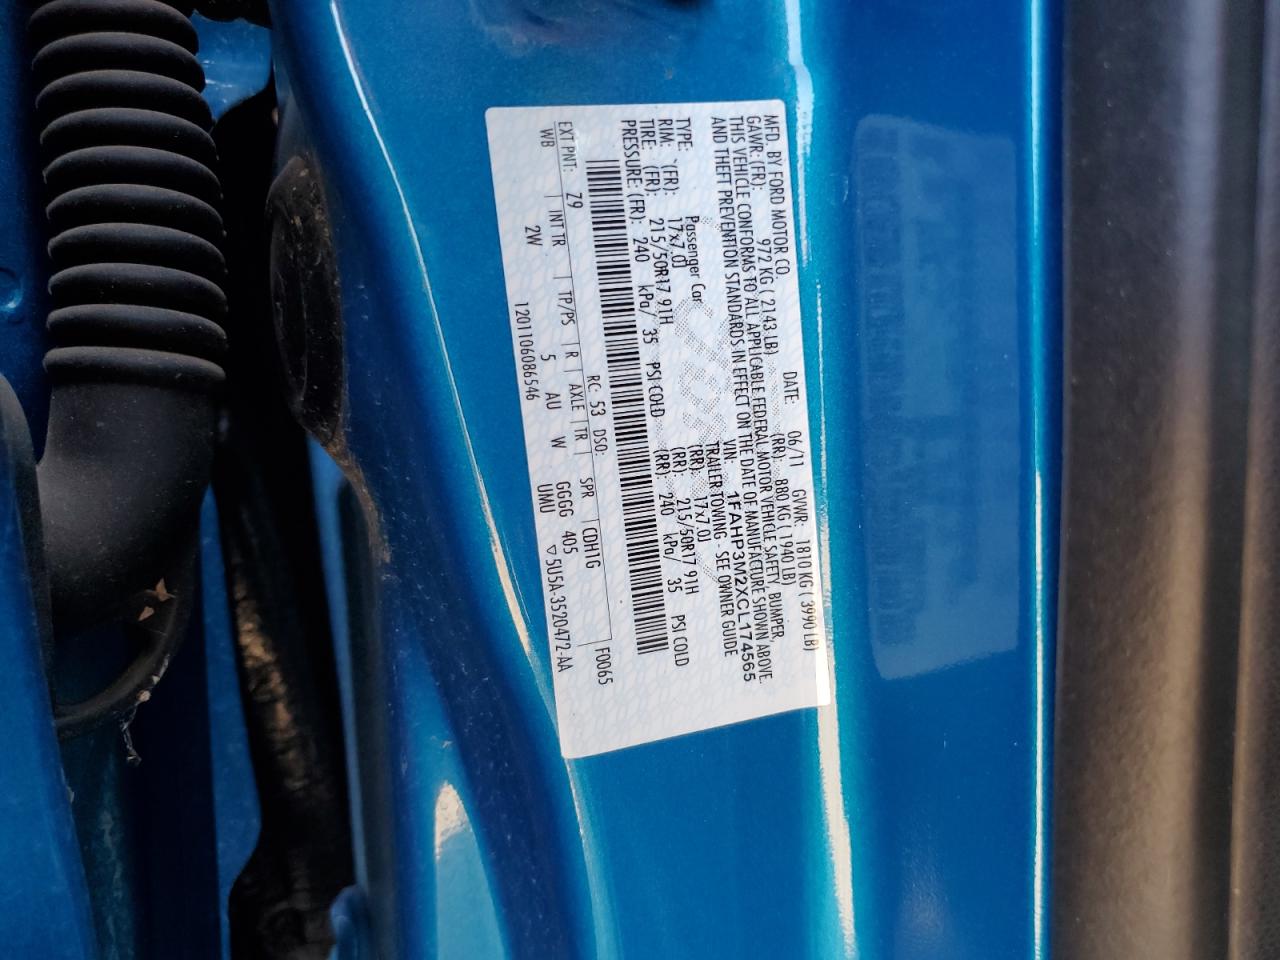 MFD. BY FORD MOTOR CO. DATE: 06/11 GVWR: 1810 KG ( 3990 LB)
GAWR: (FR): 972 KG ( 2143 LB) (RR): 880 KG ( 1940 LB)
THIS VEHICLE CONFORMS TO ALL APPLICABLE FEDERAL MOTOR VEHICLE SAFETY, BUMPER,
AND THEFT PREVENTION STANDARDS IN EFFECT ON THE DATE OF MANUFACTURE SHOWN ABOVE.
VIN: 1FAHP3M2XCL174565
TYPE: Passenger Car TRAILER TOWING - SEE OWNER GUIDE
RIM: (FR): 17x7.0J (RR): 17x7.0J
TIRE: (FR): 215/50R17 91H (RR): 215/50R17 91H
PRESSURE: (FR): 240 kPa/ 35 PSI COLD (RR): 240 kPa/ 35 PSI COLD
RC: 53 DSO: F0065
EXT PNT: Z9 INT TR TP/PS R AXLE TR SPR CDH1G
WB 2W 5 AU W GGGG 405
UMU ▽ 5U5A-3520472-AA
1201106086546